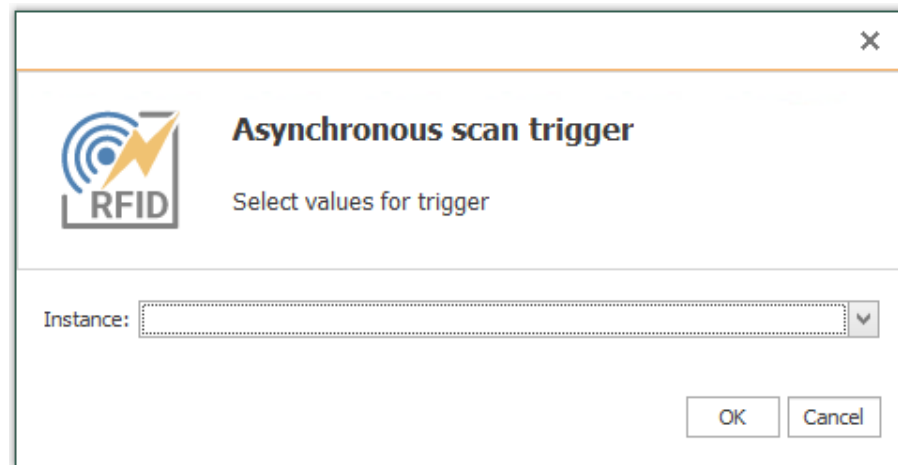 Asynchronous scan trigger
RFID
Select values for trigger
Instance:
OK
Cancel